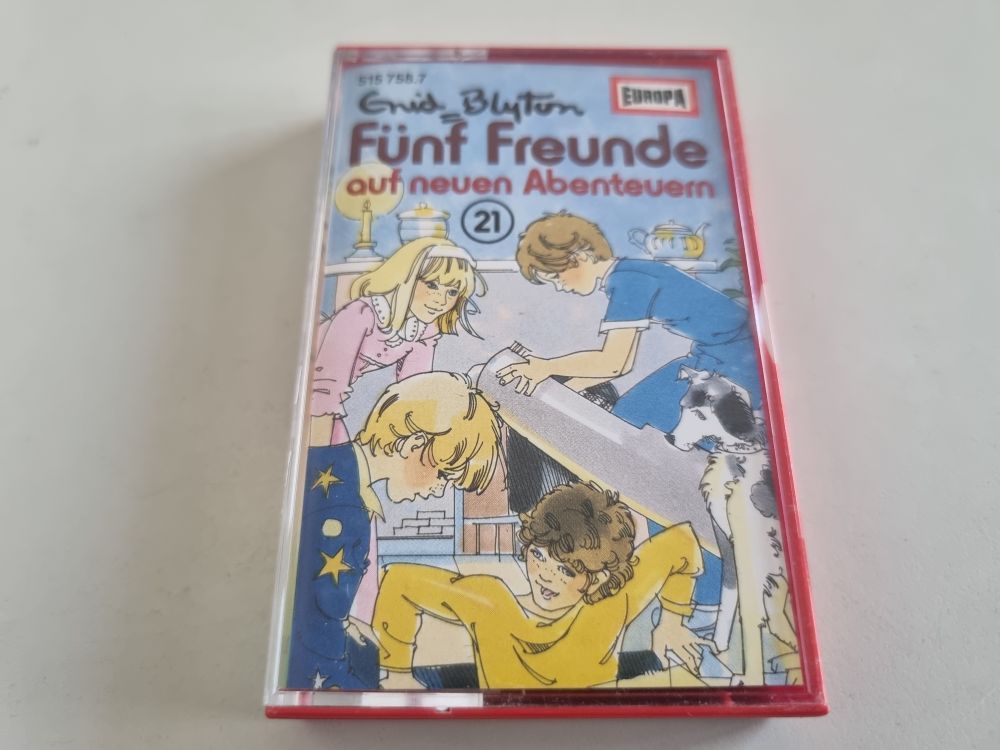 515 758.7
EUROPA
Enid Blyton
Fünf Freunde
auf neuen Abenteuern
21